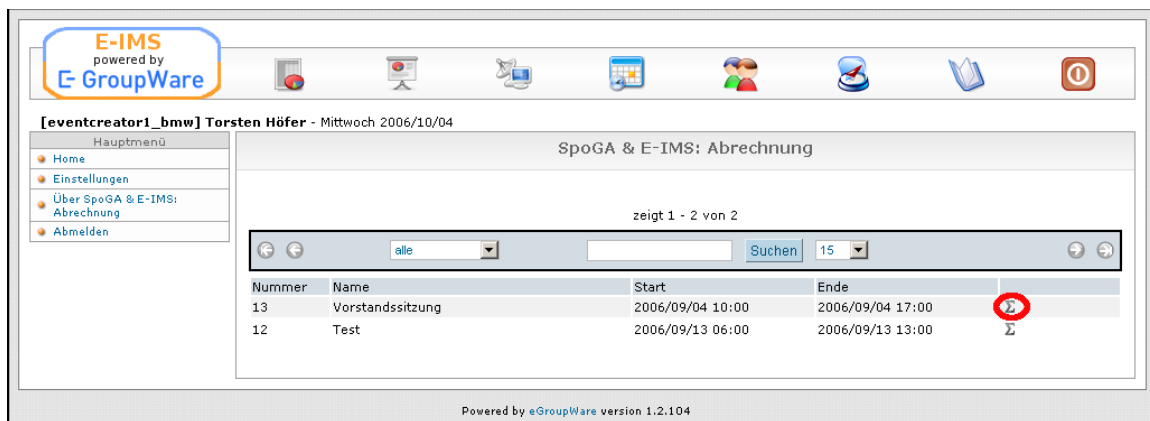 E-IMS
powered by
E-GroupWare
[eventcreator1_bmw] Torsten Höfer - Mittwoch 2006/10/04
Hauptmenü
Home
Einstellungen
Über SpoGA & E-IMS:
Abrechnung
Abmelden
SpoGA & E-IMS: Abrechnung
zeigt 1 - 2 von 2
alle Suchen 15
Nummer Name Start Ende
13 Vorstandssitzung 2006/09/04 10:00 2006/09/04 17:00 Σ
12 Test 2006/09/13 06:00 2006/09/13 13:00 Σ
Powered by eGroupWare version 1.2.104